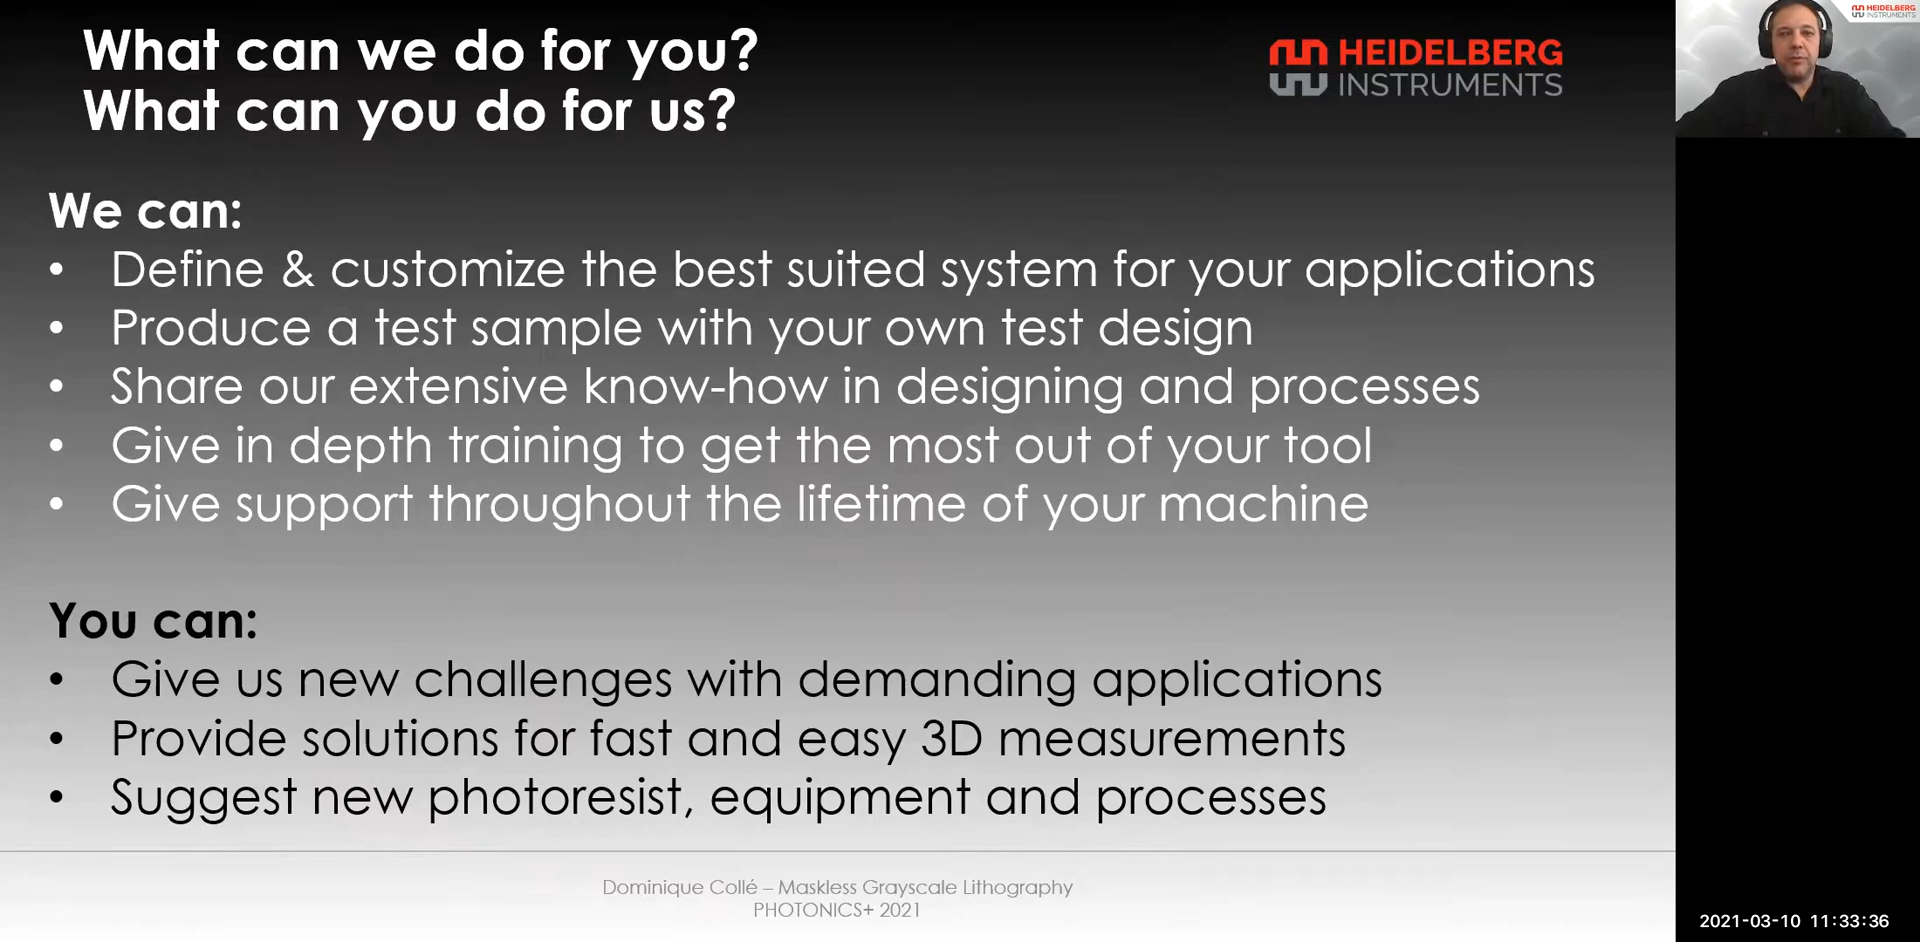 What can we do for you?
What can you do for us?
HEIDELBERG
INSTRUMENTS
HEIDELBERG
INSTRUMENTS
We can:
• Define & customize the best suited system for your applications
• Produce a test sample with your own test design
• Share our extensive know-how in designing and processes
• Give in depth training to get the most out of your tool
• Give support throughout the lifetime of your machine
You can:
• Give us new challenges with demanding applications
• Provide solutions for fast and easy 3D measurements
• Suggest new photoresist, equipment and processes
Dominique Collé – Maskless Grayscale Lithography
PHOTONICS+ 2021
2021-03-10 11:33:36